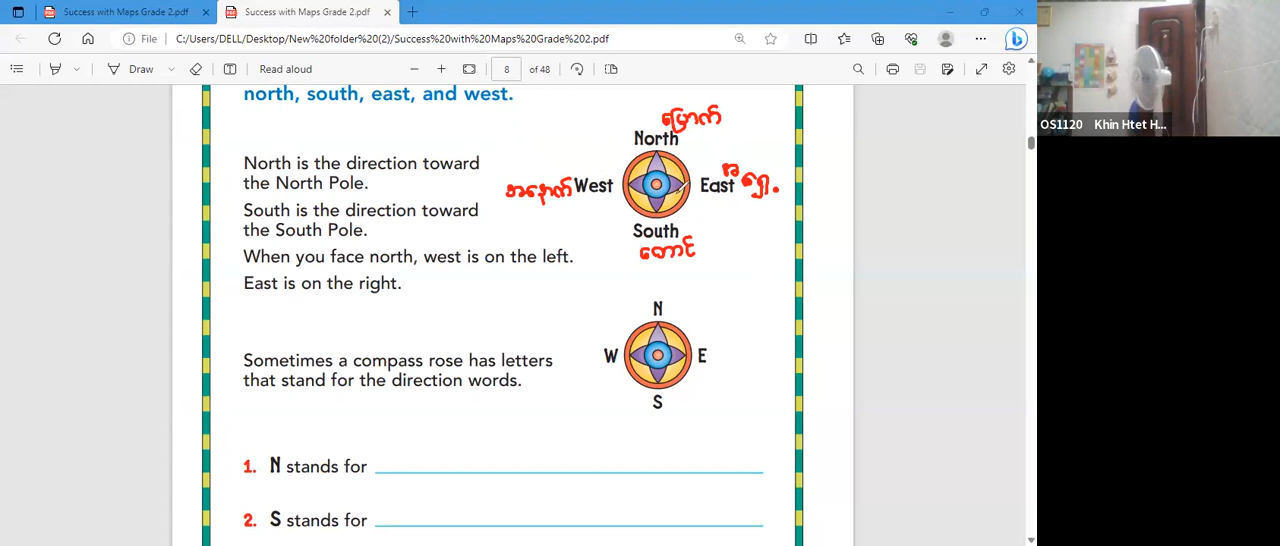 Success with Maps Grade 2.pdf
Success with Maps Grade 2.pdf
File
C:/Users/DELL/Desktop/New%20folder%20(2)/Success%20with%20Maps%20Grade%202.pdf
Draw
Read aloud
8
of 48
north, south, east, and west.
မြောက်
North
North is the direction toward
the North Pole.
အနောက် West
East အရှေ့
South is the direction toward
the South Pole.
South
တောင်
When you face north, west is on the left.
East is on the right.
N
W
E
S
Sometimes a compass rose has letters
that stand for the direction words.
1. N stands for
2. S stands for
OS1120 Khin Htet H...